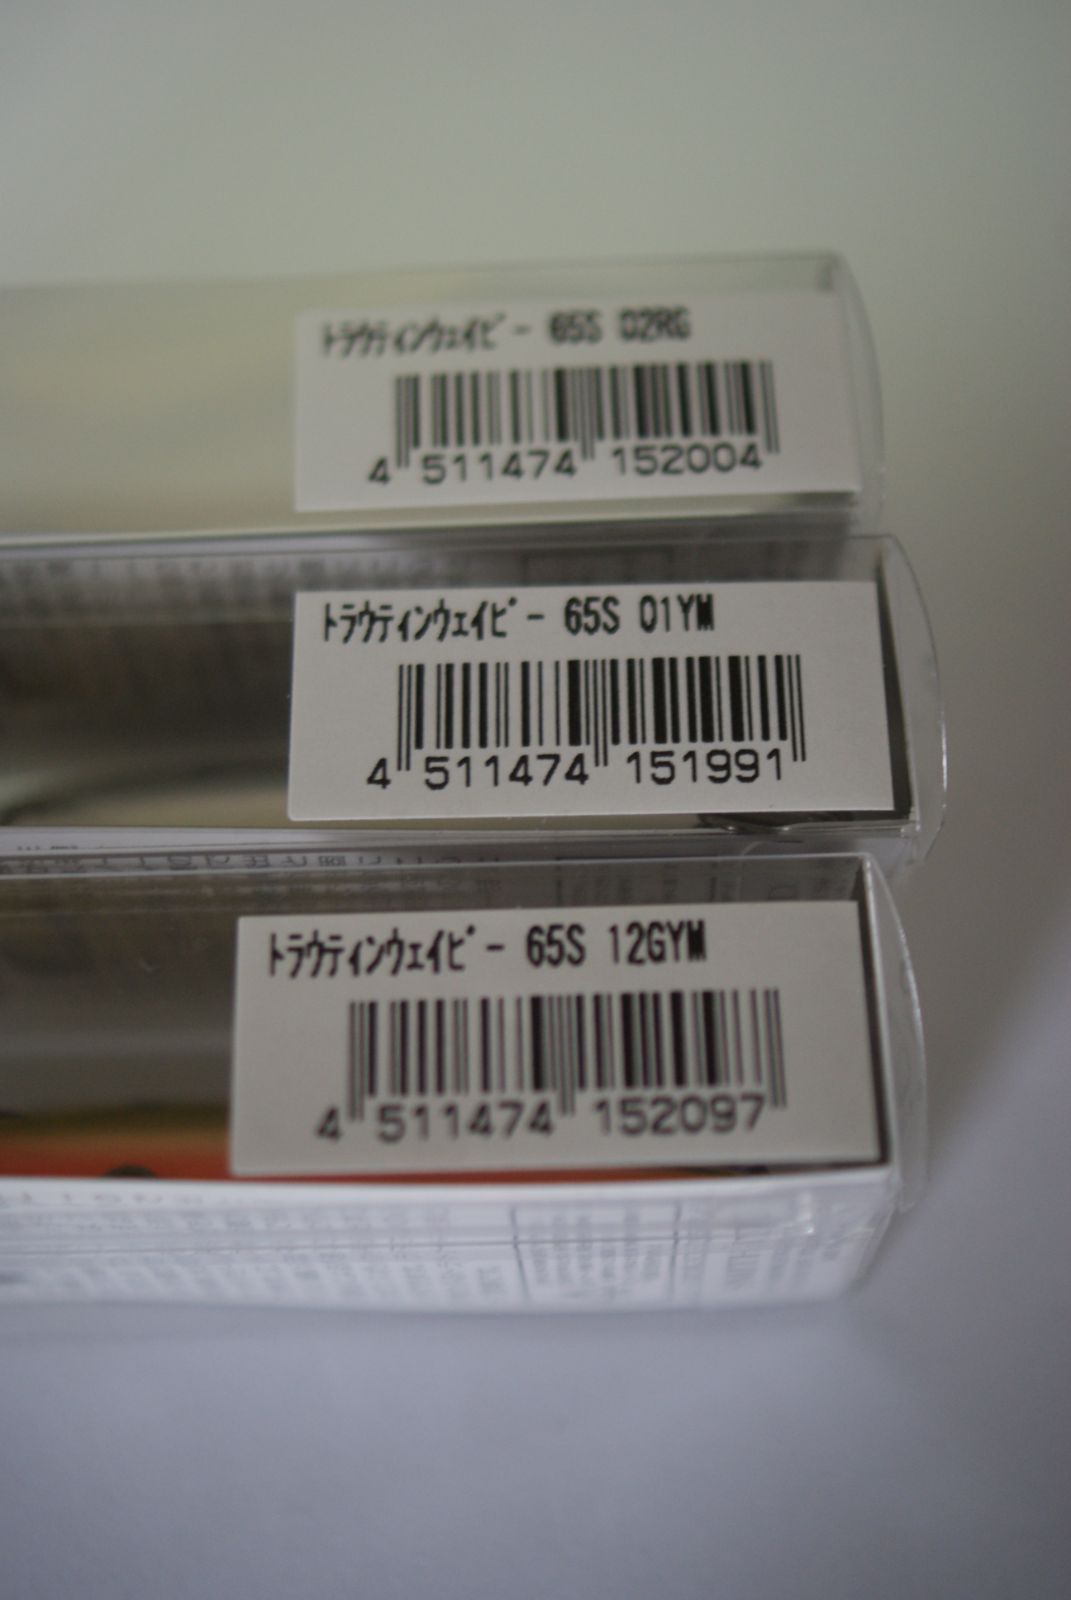 ﾄﾗｳﾃｨﾝｳｪｲﾋﾞｰ 65S 02RG
4 511474 152004
ﾄﾗｳﾃｨﾝｳｪｲﾋﾞｰ 65S 01YM
4 511474 151991
ﾄﾗｳﾃｨﾝｳｪｲﾋﾞｰ 65S 12GYM
4 511474 152097